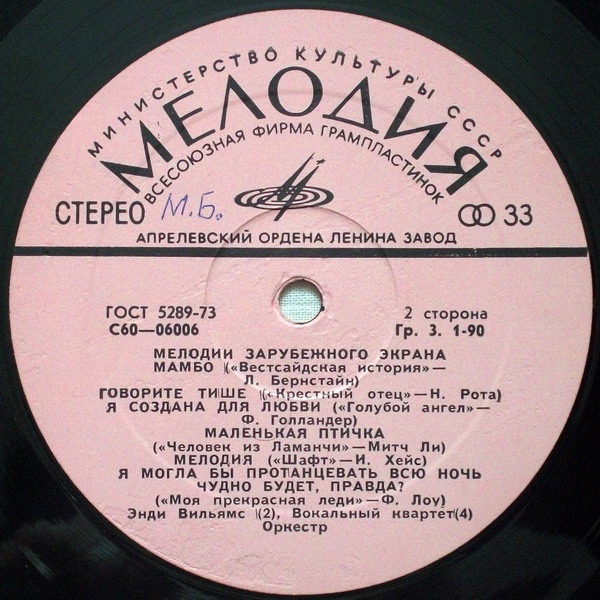 МИНИСТЕРСТВО КУЛЬТУРЫ СССР
МЕЛОДИЯ
ВСЕСОЮЗНАЯ ФИРМА ГРАМПЛАСТИНОК
СТЕРЕО М.Б. 33
АПРЕЛЕВСКИЙ ОРДЕНА ЛЕНИНА ЗАВОД
ГОСТ 5289-73 2 сторона
С60—06006 Гр. 3. 1-90
МЕЛОДИИ ЗАРУБЕЖНОГО ЭКРАНА
МАМБО («Вестсайдская история»—
Л. Бернстайн)
ГОВОРИТЕ ТИШЕ («Крестный отец»—Н. Рота)
Я СОЗДАНА ДЛЯ ЛЮБВИ («Голубой ангел»—
Ф. Голландер)
МАЛЕНЬКАЯ ПТИЧКА
(«Человек из Ламанчи»—Митч Ли)
МЕЛОДИЯ («Шафт»—И. Хейс)
Я МОГЛА БЫ ПРОТАНЦЕВАТЬ ВСЮ НОЧЬ
ЧУДНО БУДЕТ, ПРАВДА?
(«Моя прекрасная леди»—Ф. Лоу)
Энди Вильямс (2), Вокальный квартет(4)
Оркестр